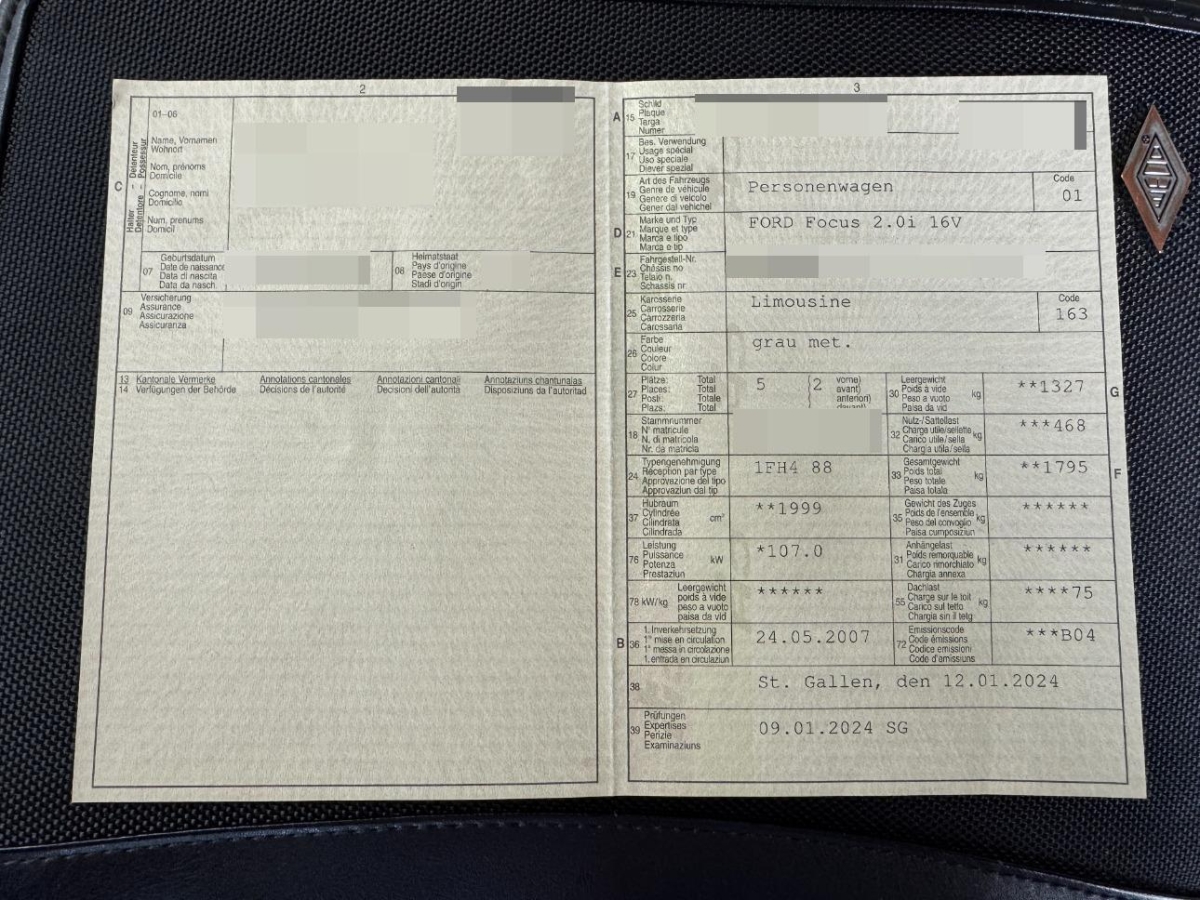 2
01-06
Halter - Détenteur
Detentore - Possessur
C
Name, Vornamen
Wohnort
Nom, prénoms
Domicile
Cognome, nomi
Domicilio
Num, prenums
Domicil
07
Geburtsdatum
Date de naissance
Data di nascita
Data da nasch.
08
Heimatstaat
Pays d'origine
Paese d'origine
Stadi d'origin
09
Versicherung
Assurance
Assicurazione
Assicuranza
13 Kantonale Vermerke Annotations cantonales Annotazioni cantonali Annotaziuns chantunalas
14 Verfügungen der Behörde Décisions de l'autorité Decisioni dell'autorità Disposiziuns da l'autoritad
3
A 15
Schild
Plaque
Targa
Numer
17
Bes. Verwendung
Usage spécial
Uso speciale
Diever spezial
19
Art des Fahrzeugs
Genre de véhicule
Genere di veicolo
Gener dal vehichel
Personenwagen
Code
01
D 21
Marke und Typ
Marque et type
Marca e tipo
Marca e tip
FORD Focus 2.0i 16V
E 23
Fahrgestell-Nr.
Châssis no
Telaio n.
Schassis nr
25
Karosserie
Carrosserie
Carrozzeria
Carossaria
Limousine
Code
163
26
Farbe
Couleur
Colore
Colur
grau met.
27
Plätze: Total
Places: Total
Posti: Totale
Plazs: Total
5 (2
vorne)
avant)
anteriori)
davant)
30
Leergewicht
Poids à vide
Peso a vuoto
Paisa da vid
kg
**1327
G
18
Stammnummer
N° matricule
N. di matricola
Nr. da matricla
32
Nutz-/Sattellast
Charge utile/sellette
Carico utile/sella
Chargia utila/sella
kg
***468
24
Typengenehmigung
Réception par type
Approvazione del tipo
Approvaziun dal tip
1FH4 88
33
Gesamtgewicht
Poids total
Peso totale
Paisa totala
kg
**1795
F
37
Hubraum
Cylindrée
Cilindrata
Cilindrada
cm³
**1999
35
Gewicht des Zuges
Poids de l'ensemble
Peso del convoglio
Paisa cumposiziun
kg
******
76
Leistung
Puissance
Potenza
Prestaziun
kW
*107.0
31
Anhängelast
Poids remorquable
Carico rimorchiato
Chargia annexa
kg
******
78 kW/kg
Leergewicht
poids à vide
peso a vuoto
paisa da vid
******
55
Dachlast
Charge sur le toit
Carico sul tetto
Chargia sin il tetg
kg
****75
B 36
1. Inverkehrsetzung
1re mise en circulation
1a messa in circolazione
1. entrada en circulaziun
24.05.2007
72
Emissionscode
Code émissions
Codice emissioni
Code d'emissiuns
***B04
38
St. Gallen, den 12.01.2024
39
Prüfungen
Expertises
Perizie
Examinaziuns
09.01.2024 SG